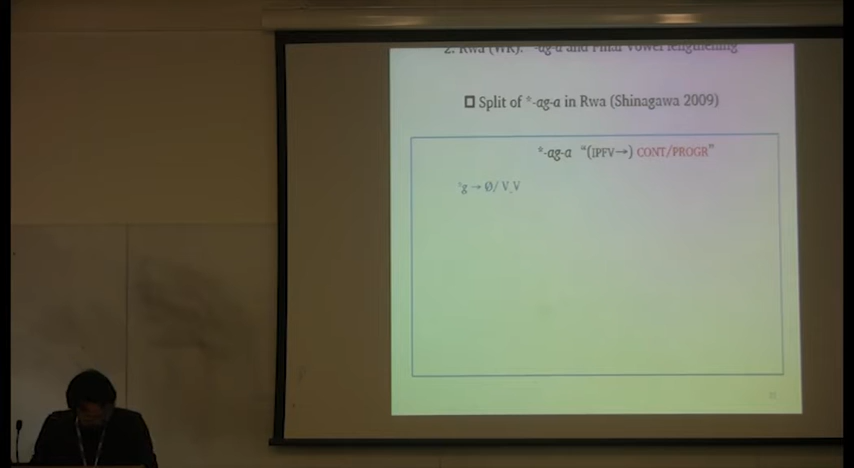 2. Rwa (WK): *-ag-a and Final Vowel lengthening
☐ Split of *-ag-a in Rwa (Shinagawa 2009)
*-ag-a “(IPFV→) CONT/PROGR”
*g → Ø/ V_V